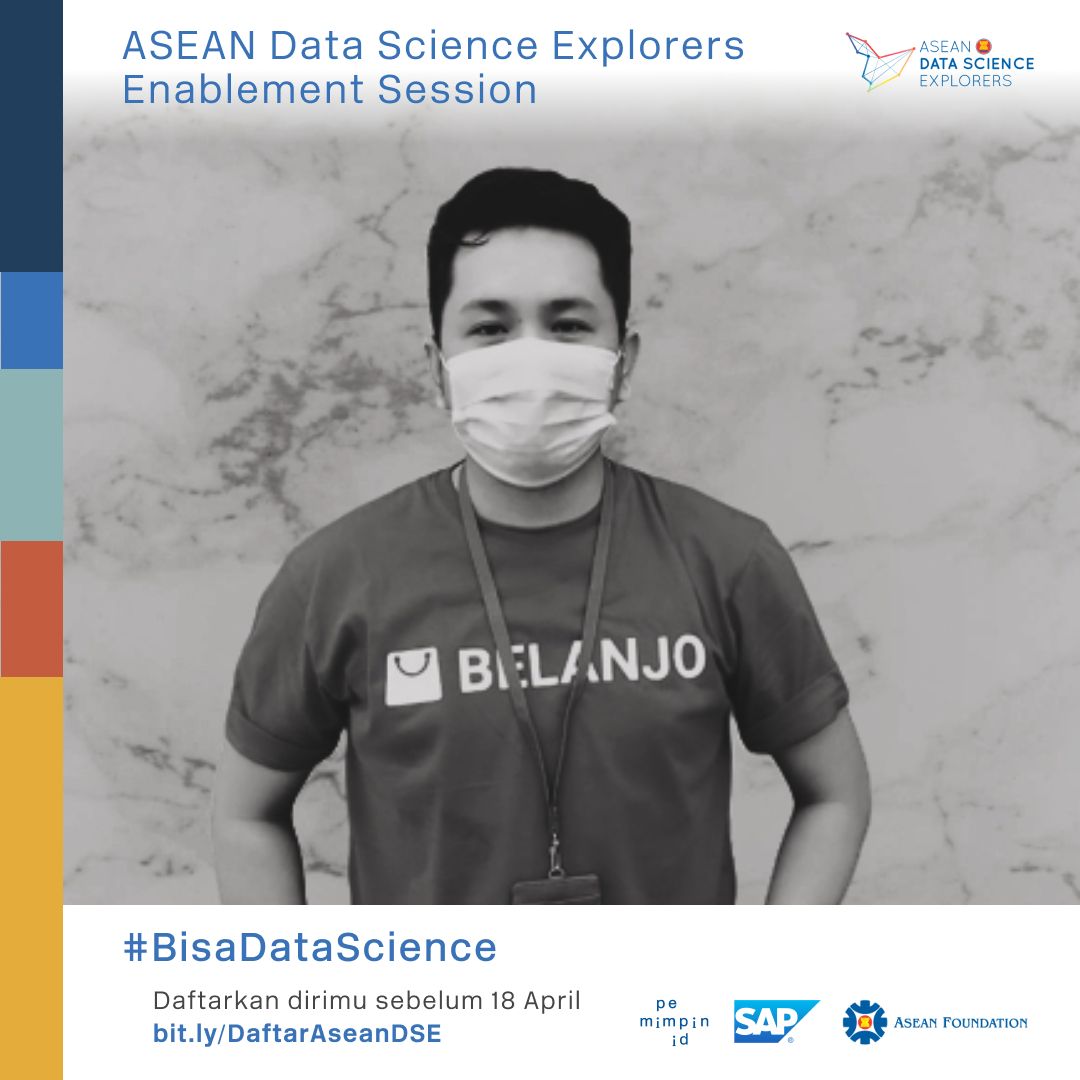 ASEAN Data Science Explorers
Enablement Session
ASEAN
DATA SCIENCE
EXPLORERS
BELANJO
#BisaDataScience
Daftarkan dirimu sebelum 18 April
bit.ly/DaftarAseanDSE
pe
mimpin
id
SAP
ASEAN FOUNDATION